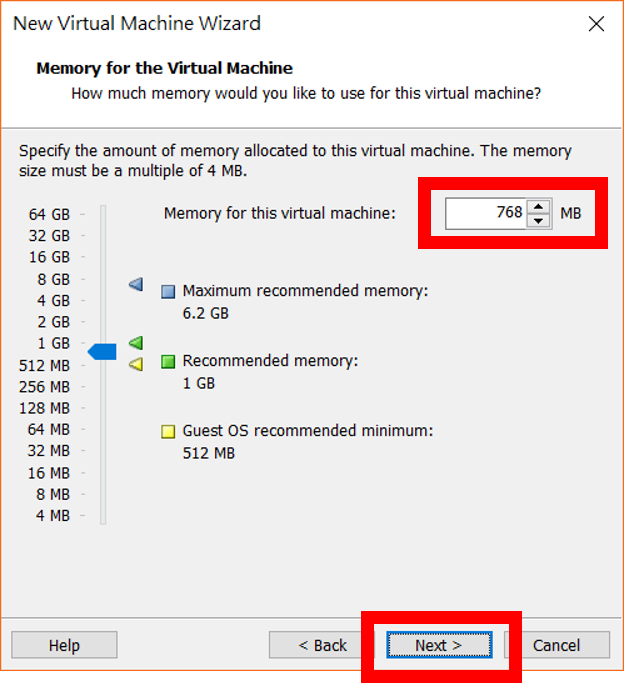 New Virtual Machine Wizard
Memory for the Virtual Machine
How much memory would you like to use for this virtual machine?
Specify the amount of memory allocated to this virtual machine. The memory
size must be a multiple of 4 MB.
64 GB
32 GB
16 GB
8 GB
4 GB
2 GB
1 GB
512 MB
256 MB
128 MB
64 MB
32 MB
16 MB
8 MB
4 MB
Memory for this virtual machine: 768 MB
Maximum recommended memory:
6.2 GB
Recommended memory:
1 GB
Guest OS recommended minimum:
512 MB
Help < Back Next > Cancel